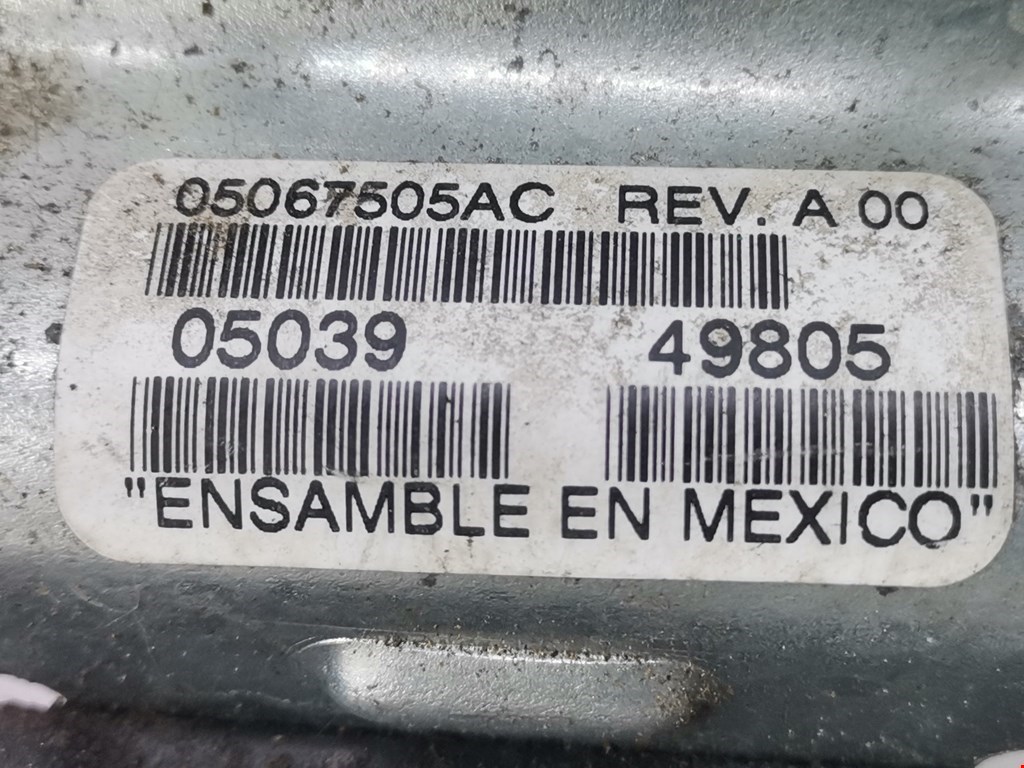 05067505AC REV. A 00
05039 49805
"ENSAMBLE EN MEXICO"